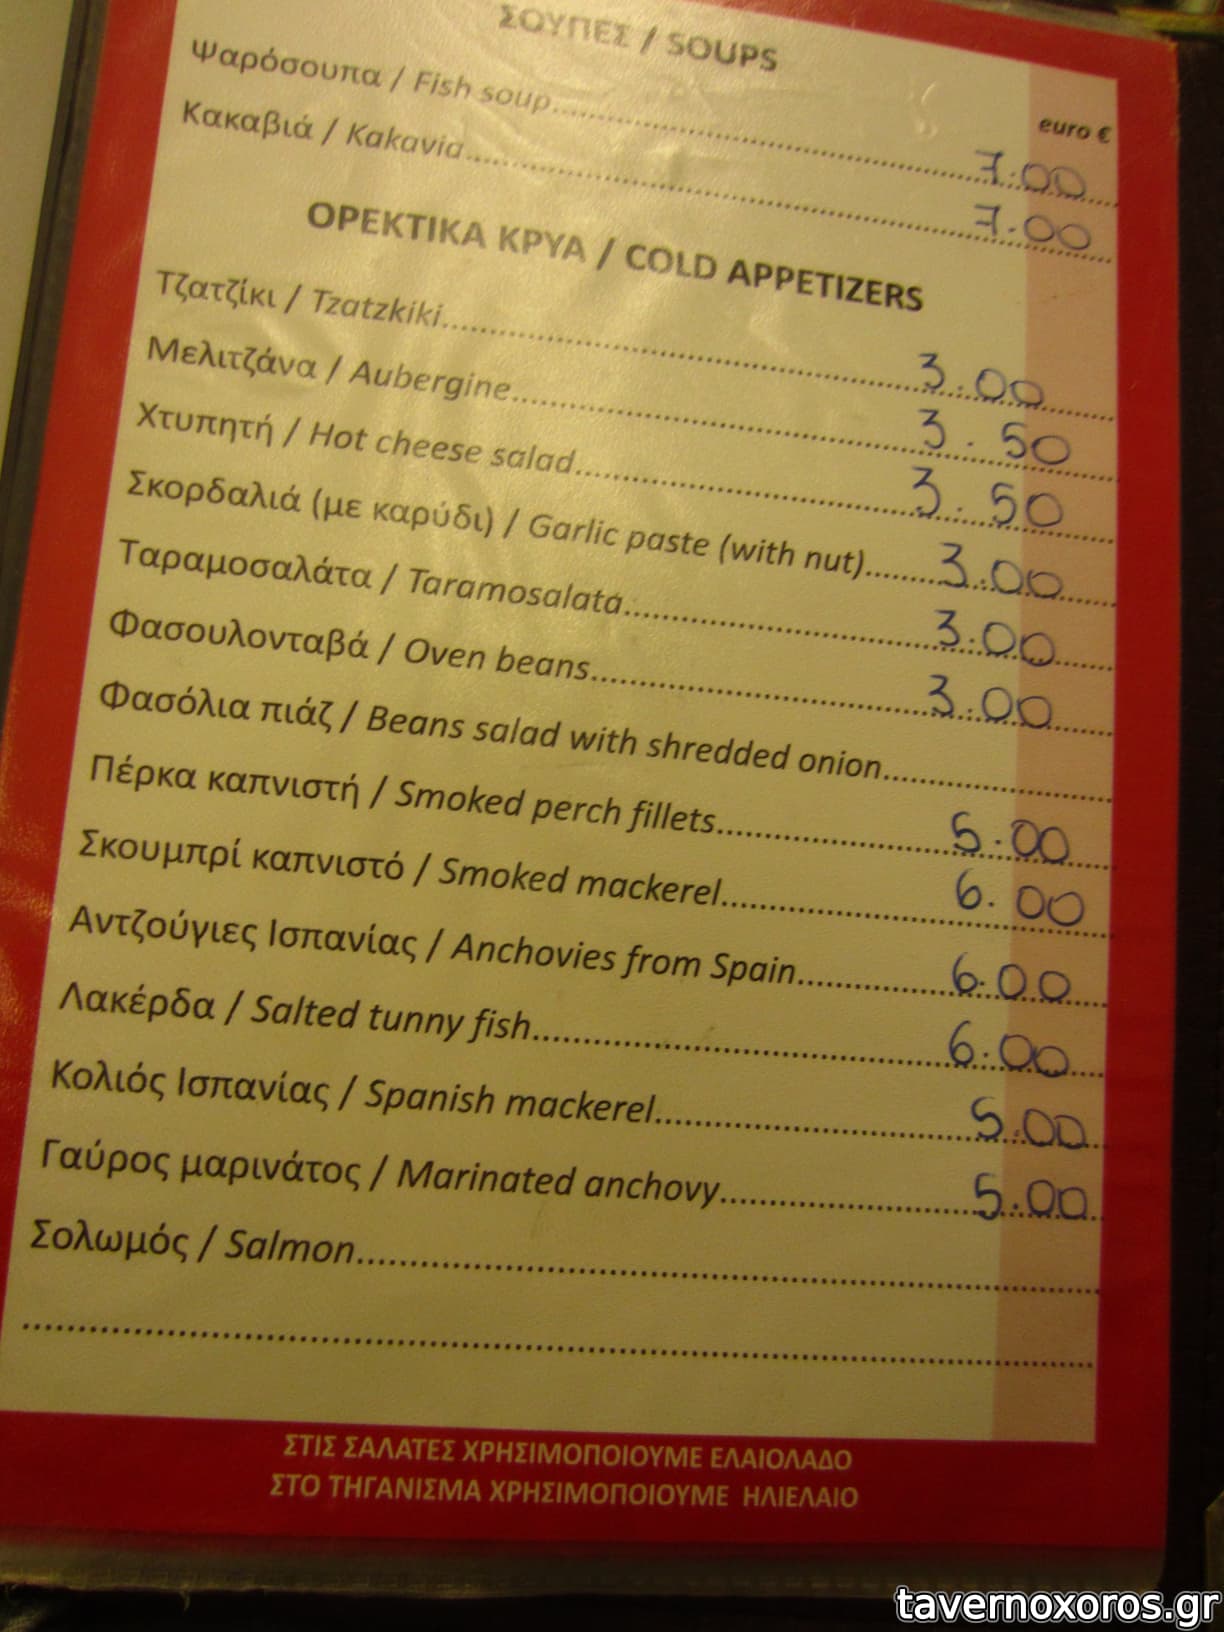 ΣΟΥΠΕΣ / SOUPS
euro €
Ψαρόσουπα / Fish soup........................ 7.00
Κακαβιά / Kakavia........................ 7.00
ΟΡΕΚΤΙΚΑ ΚΡΥΑ / COLD APPETIZERS
Τζατζίκι / Tzatzkiki........................ 3.00
Μελιτζάνα / Aubergine........................ 3.50
Χτυπητή / Hot cheese salad........................ 3.50
Σκορδαλιά (με καρύδι) / Garlic paste (with nut)........................ 3.00
Ταραμοσαλάτα / Taramosalata........................ 3.00
Φασουλονταβά / Oven beans........................ 3.00
Φασόλια πιάζ / Beans salad with shredded onion........................
Πέρκα καπνιστή / Smoked perch fillets........................ 5.00
Σκουμπρί καπνιστό / Smoked mackerel........................ 6.00
Αντζούγιες Ισπανίας / Anchovies from Spain........................ 6.00
Λακέρδα / Salted tunny fish........................ 6.00
Κολιός Ισπανίας / Spanish mackerel........................ 5.00
Γαύρος μαρινάτος / Marinated anchovy........................ 5.00
Σολωμός / Salmon........................
ΣΤΙΣ ΣΑΛΑΤΕΣ ΧΡΗΣΙΜΟΠΟΙΟΥΜΕ ΕΛΑΙΟΛΑΔΟ
ΣΤΟ ΤΗΓΑΝΙΣΜΑ ΧΡΗΣΙΜΟΠΟΙΟΥΜΕ ΗΛΙΕΛΑΙΟ
tavernoxoros.gr